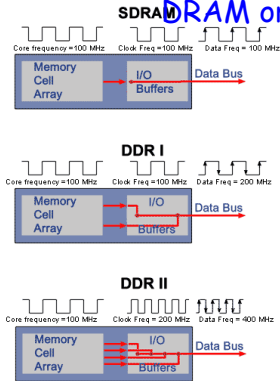 SDRAM
DRAM or
Core frequency =100 MHz Clock Freq =100 MHz Data Freq = 100 MHz
Memory
Cell
Array
I/O
Buffers
Data Bus
DDR I
Core frequency =100 MHz Clock Freq =100 MHz Data Freq = 200 MHz
Memory
Cell
Array
I/O
Buffers
Data Bus
DDR II
Core frequency =100 MHz Clock Freq = 200 MHz Data Freq = 400 MHz
Memory
Cell
Array
I/O
Buffers
Data Bus